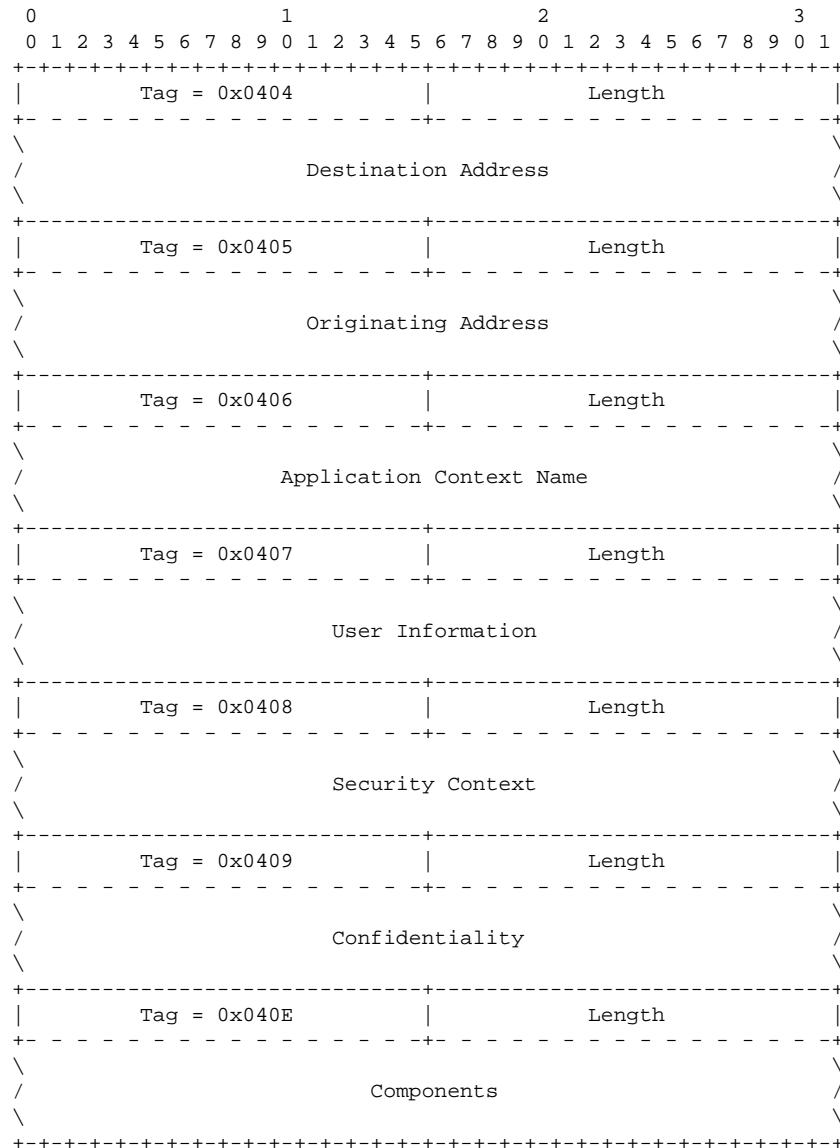 0                   1                   2                   3
 0 1 2 3 4 5 6 7 8 9 0 1 2 3 4 5 6 7 8 9 0 1 2 3 4 5 6 7 8 9 0 1
+-+-+-+-+-+-+-+-+-+-+-+-+-+-+-+-+-+-+-+-+-+-+-+-+-+-+-+-+-+-+-+-+
|         Tag = 0x0404          |            Length             |
+- - - - - - - - - - - - - - - -+- - - - - - - - - - - - - - - -+
\                                                               \
/                      Destination Address                      /
\                                                               \
+-------------------------------+-------------------------------+
|         Tag = 0x0405          |            Length             |
+- - - - - - - - - - - - - - - -+- - - - - - - - - - - - - - - -+
\                                                               \
/                      Originating Address                      /
\                                                               \
+-------------------------------+-------------------------------+
|         Tag = 0x0406          |            Length             |
+- - - - - - - - - - - - - - - -+- - - - - - - - - - - - - - - -+
\                                                               \
/                    Application Context Name                   /
\                                                               \
+-------------------------------+-------------------------------+
|         Tag = 0x0407          |            Length             |
+- - - - - - - - - - - - - - - -+- - - - - - - - - - - - - - - -+
\                                                               \
/                        User Information                       /
\                                                               \
+-------------------------------+-------------------------------+
|         Tag = 0x0408          |            Length             |
+- - - - - - - - - - - - - - - -+- - - - - - - - - - - - - - - -+
\                                                               \
/                        Security Context                       /
\                                                               \
+-------------------------------+-------------------------------+
|         Tag = 0x0409          |            Length             |
+- - - - - - - - - - - - - - - -+- - - - - - - - - - - - - - - -+
\                                                               \
/                        Confidentiality                        /
\                                                               \
+-------------------------------+-------------------------------+
|         Tag = 0x040E          |            Length             |
+- - - - - - - - - - - - - - - -+- - - - - - - - - - - - - - - -+
\                                                               \
/                           Components                          /
\                                                               \
+-+-+-+-+-+-+-+-+-+-+-+-+-+-+-+-+-+-+-+-+-+-+-+-+-+-+-+-+-+-+-+-+